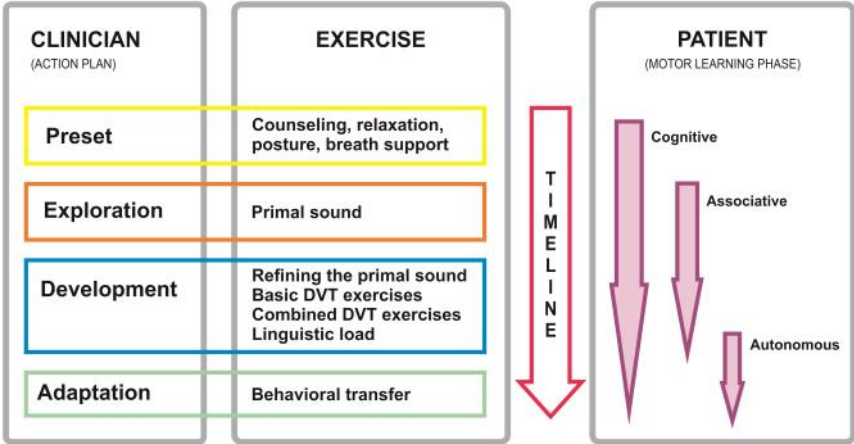 CLINICIAN
(ACTION PLAN)
EXERCISE
PATIENT
(MOTOR LEARNING PHASE)
Preset
Counseling, relaxation,
posture, breath support
Exploration
Primal sound
Development
Refining the primal sound
Basic DVT exercises
Combined DVT exercises
Linguistic load
Adaptation
Behavioral transfer
TIMELINE
Cognitive
Associative
Autonomous